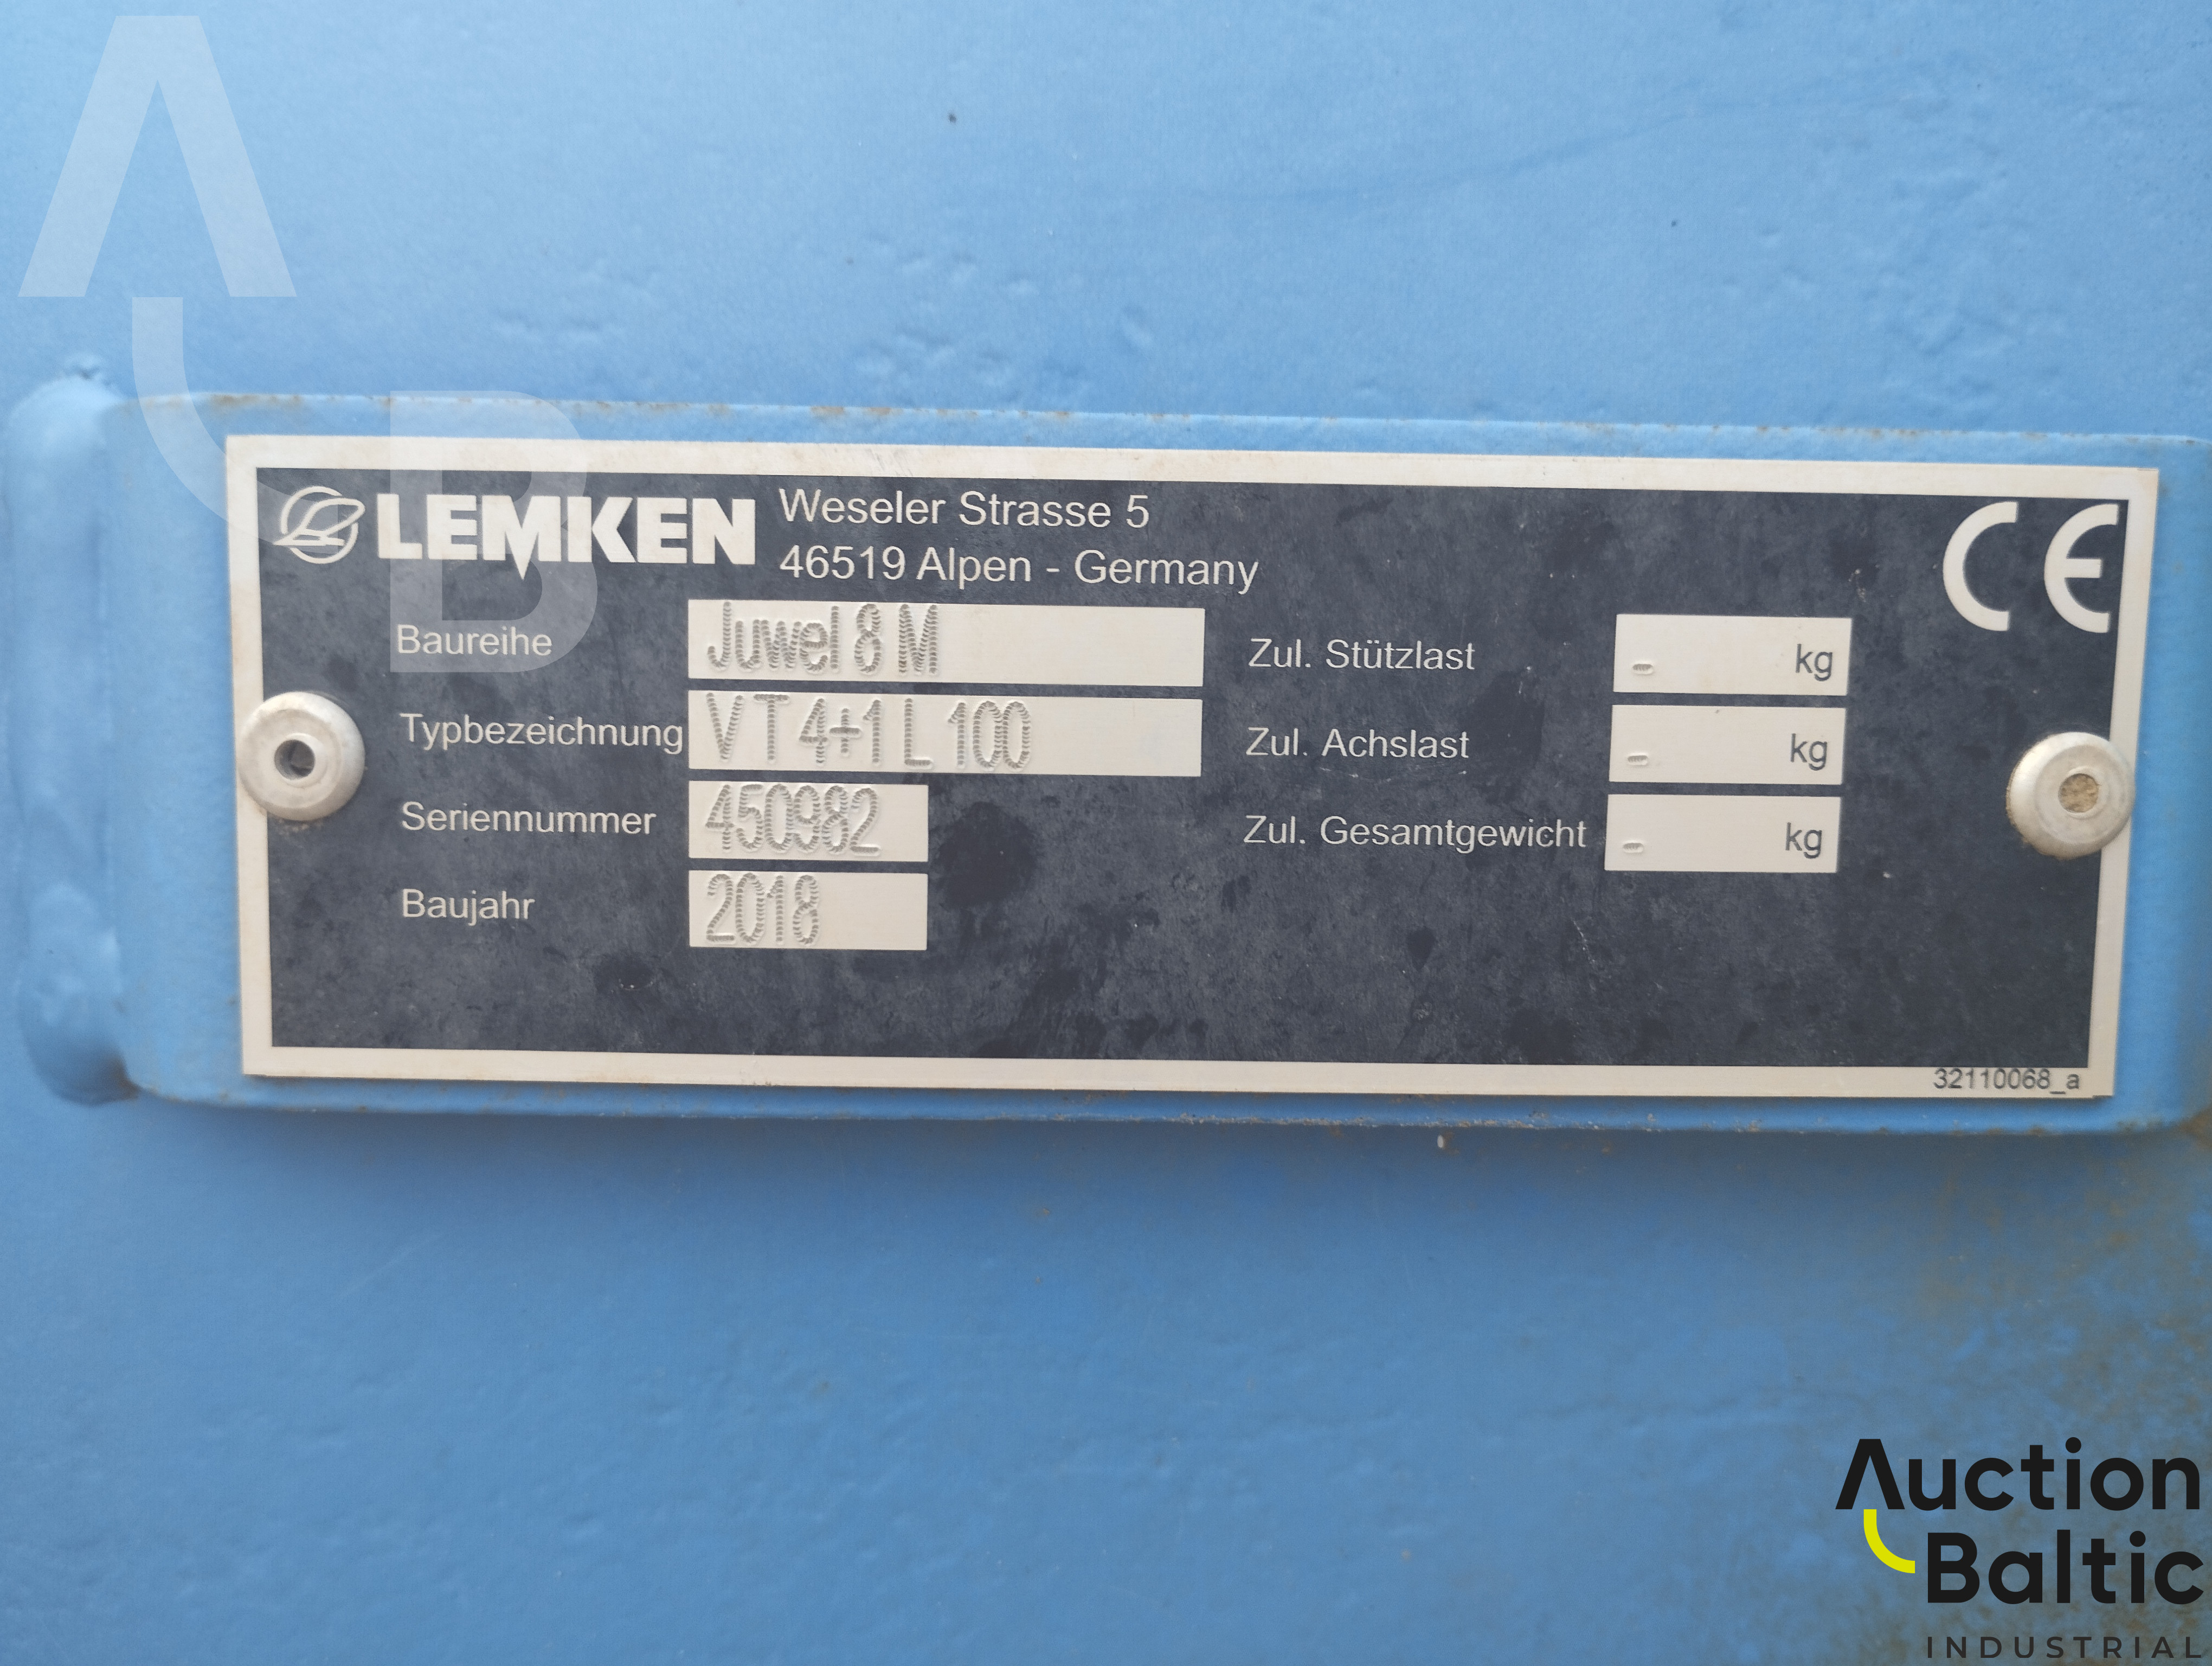 LEMKEN
Weseler Strasse 5
46519 Alpen - Germany
CE
Baureihe Juwel 8 M
Typbezeichnung VT 4+1 L 100
Seriennummer 450982
Baujahr 2018
Zul. Stützlast - kg
Zul. Achslast - kg
Zul. Gesamtgewicht - kg
32110068_a
AB
Auction
Baltic
INDUSTRIAL